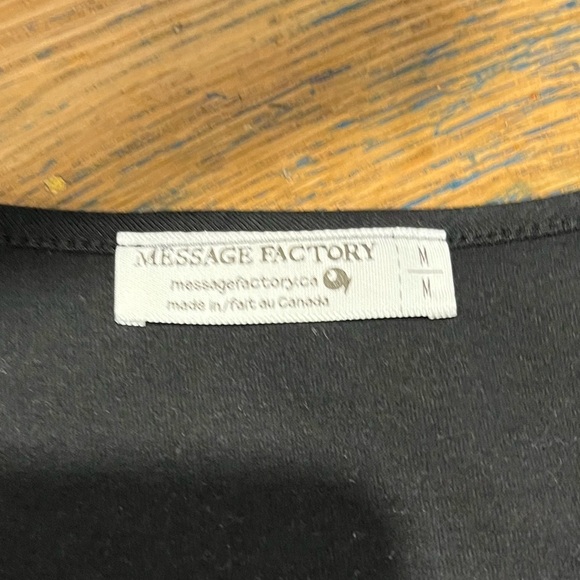 MESSAGE FACTORY
messagefactory.ca
made in/fait au Canada
M
M